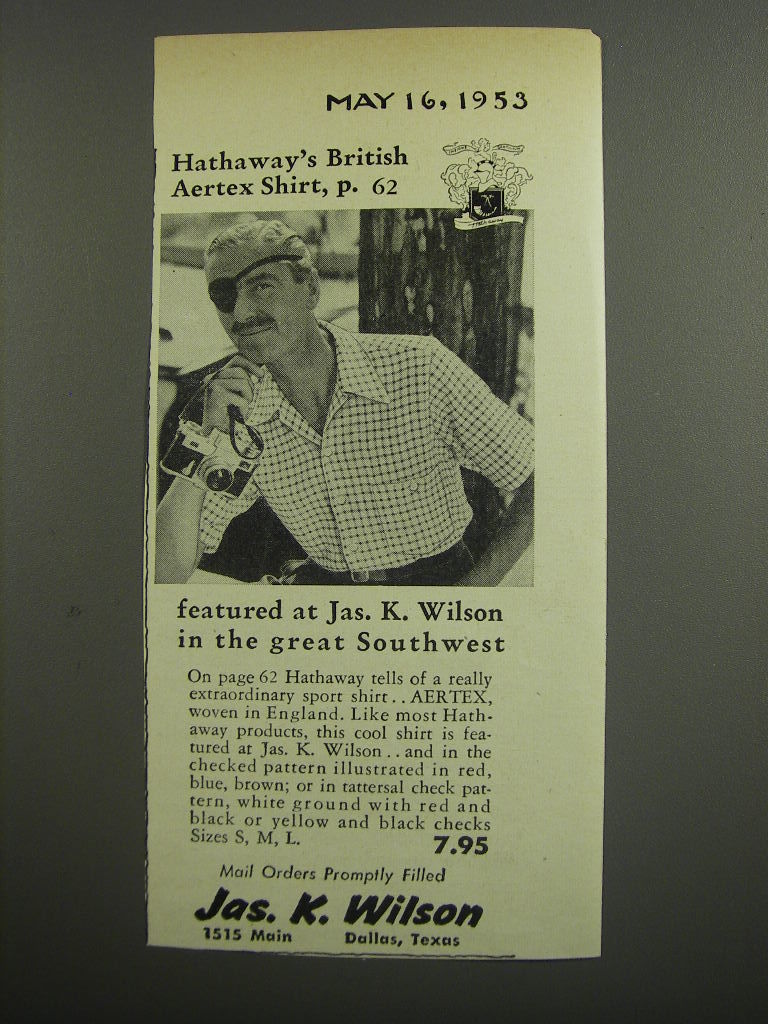 MAY 16, 1953
Hathaway's British
Aertex Shirt, p. 62
featured at Jas. K. Wilson
in the great Southwest
On page 62 Hathaway tells of a really
extraordinary sport shirt . . AERTEX,
woven in England. Like most Hath-
away products, this cool shirt is fea-
tured at Jas. K. Wilson . . and in the
checked pattern illustrated in red,
blue, brown; or in tattersal check pat-
tern, white ground with red and
black or yellow and black checks
Sizes S, M, L. 7.95
Mail Orders Promptly Filled
Jas. K. Wilson
1515 Main Dallas, Texas